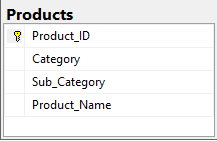 Products
Product_ID
Category
Sub_Category
Product_Name